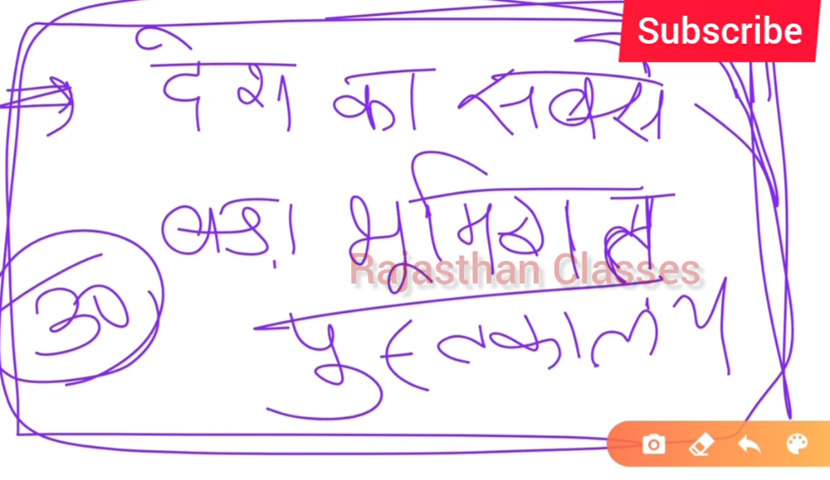 Subscribe
देश का सबसे
बड़ा भूमिगत
Rajasthan Classes
30
पुस्तकालय